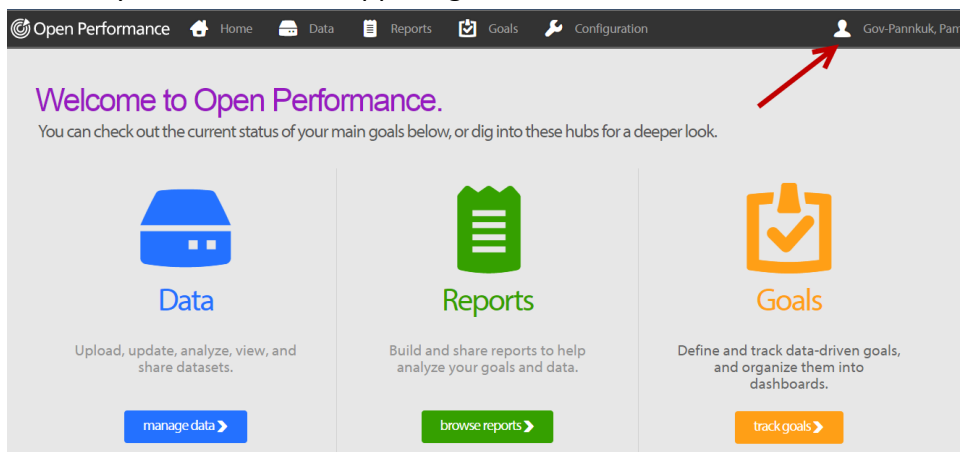 Open Performance Home Data Reports Goals Configuration Gov-Pannkuk, Pam
Welcome to Open Performance.
You can check out the current status of your main goals below, or dig into these hubs for a deeper look.
Data
Upload, update, analyze, view, and
share datasets.
manage data
Reports
Build and share reports to help
analyze your goals and data.
browse reports
Goals
Define and track data-driven goals,
and organize them into
dashboards.
track goals